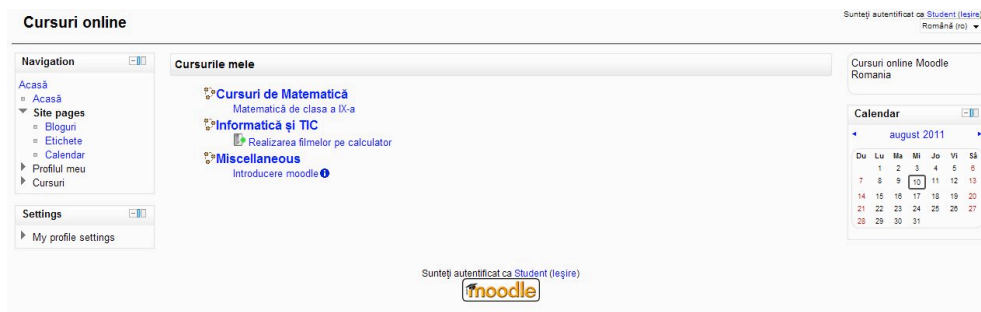 Cursuri online
Sunteți autentificat ca Student (Ieșire)
Română (ro)
Navigation
Acasă
Acasă
Site pages
Bloguri
Etichete
Calendar
Profilul meu
Cursuri
Settings
My profile settings
Cursurile mele
Cursuri de Matematică
Matematică de clasa a IX-a
Informatică și TIC
Realizarea filmelor pe calculator
Miscellaneous
Introducere moodle
Cursuri online Moodle
Romania
Calendar
august 2011
Du Lu Ma Mi Jo Vi Sâ
1 2 3 4 5 6
7 8 9 10 11 12 13
14 15 16 17 18 19 20
21 22 23 24 25 26 27
28 29 30 31
Sunteți autentificat ca Student (Ieșire)
moodle